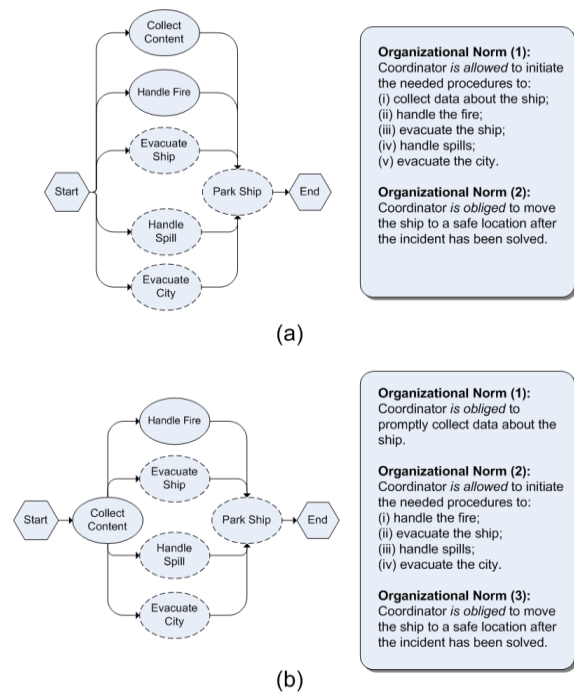 Collect
Content
Handle Fire
Evacuate
Ship
Start
Park Ship
End
Handle
Spill
Evacuate
City
Organizational Norm (1):
Coordinator is allowed to initiate
the needed procedures to:
(i) collect data about the ship;
(ii) handle the fire;
(iii) evacuate the ship;
(iv) handle spills;
(v) evacuate the city.
Organizational Norm (2):
Coordinator is obliged to move
the ship to a safe location after
the incident has been solved.
(a)
Handle Fire
Evacuate
Ship
Start
Collect
Content
Park Ship
End
Handle
Spill
Evacuate
City
Organizational Norm (1):
Coordinator is obliged to
promptly collect data about the
ship.
Organizational Norm (2):
Coordinator is allowed to initiate
the needed procedures to:
(i) handle the fire;
(ii) evacuate the ship;
(iii) handle spills;
(iv) evacuate the city.
Organizational Norm (3):
Coordinator is obliged to move
the ship to a safe location after
the incident has been solved.
(b)